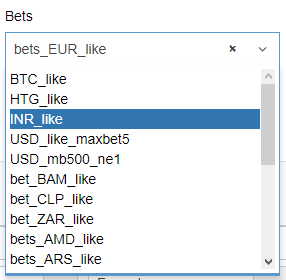 Bets
bets_EUR_like
BTC_like
HTG_like
INR_like
USD_like_maxbet5
USD_mb500_ne1
bet_BAM_like
bet_CLP_like
bet_ZAR_like
bets_AMD_like
bets_ARS_like